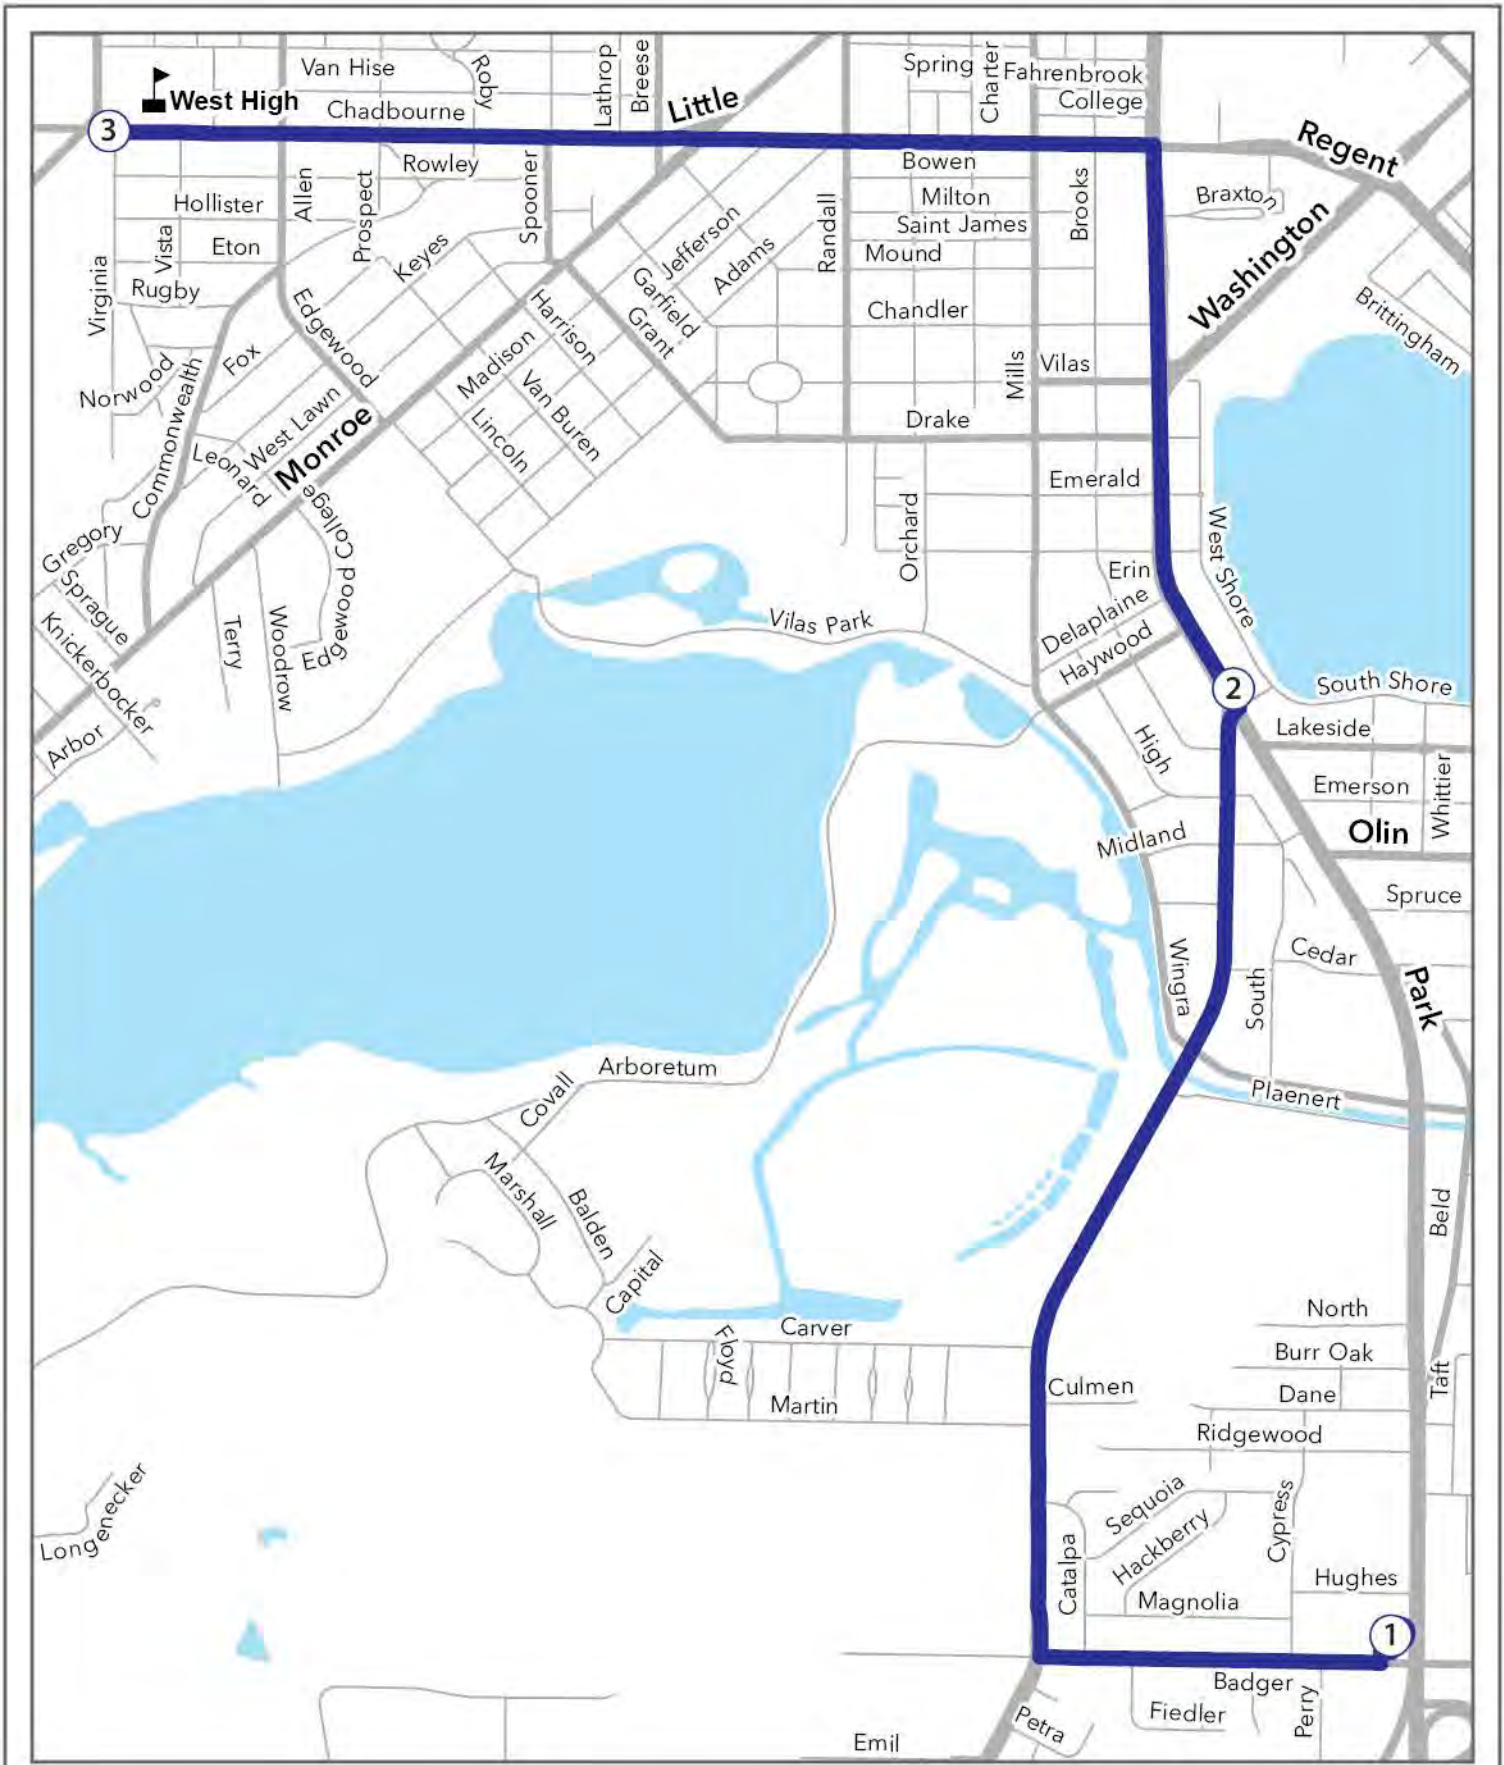 Van Hise
Roby
Lathrop
Breese
Little
Spring
Charter
Fahrenbrook
College
West High
Chadbourne
3
Regent
Rowley
Bowen
Braxton
Hollister
Allen
Prospect
Spooner
Milton
Brooks
Saint James
Washington
Vista
Eton
Keyes
Jefferson
Adams
Randall
Mound
Virginia
Rugby
Edgewood
Harrison
Garfield
Grant
Chandler
Brittingham
Fox
Madison
Mills
Vilas
Norwood
Commonwealth
West Lawn
Van Buren
Lincoln
Drake
Leonard
Monroe
Emerald
Orchard
Edgewood College
Gregory
Sprague
West Shore
Erin
Knickerbocker
Terry
Woodrow
Vilas Park
Delaplaine
Haywood
2
South Shore
Arbor
Lakeside
High
Emerson
Whittier
Midland
Olin
Spruce
Wingra
South
Cedar
Park
Arboretum
Covall
Plaenert
Marshall
Balden
Beld
Capital
North
Carver
Floyd
Burr Oak
Culmen
Dane
Taft
Martin
Ridgewood
Longenecker
Sequoia
Hackberry
Cypress
Catalpa
Hughes
Magnolia
1
Badger
Fiedler
Perry
Petra
Emil